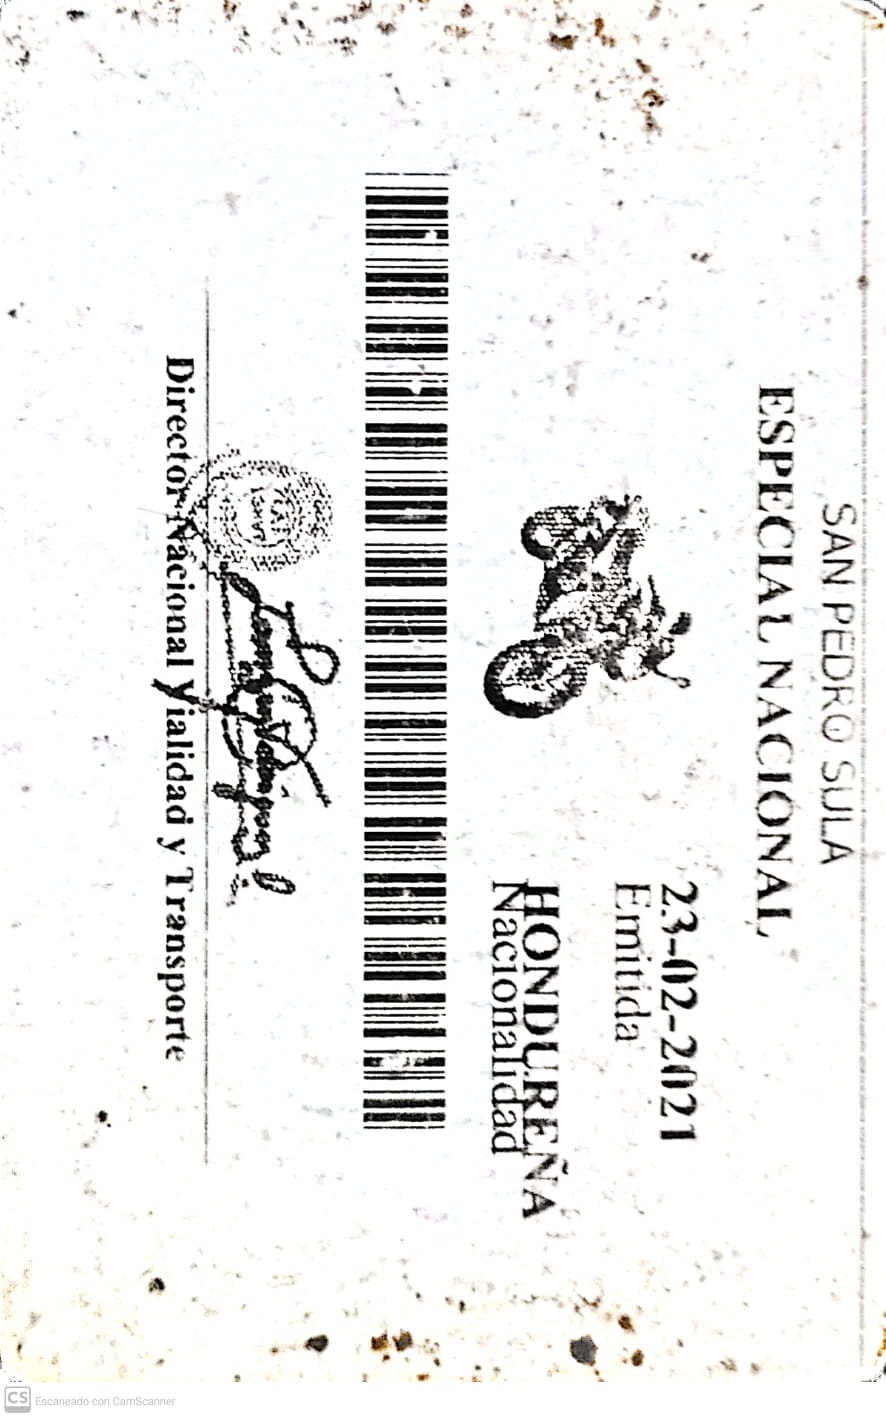 SAN PEDRO SULA
ESPECIAL NACIONAL
23-02-2021
Emitida
HONDUREÑA
Nacionalidad
Director Nacional Vialidad y Transporte
CS Escaneado con CamScanner